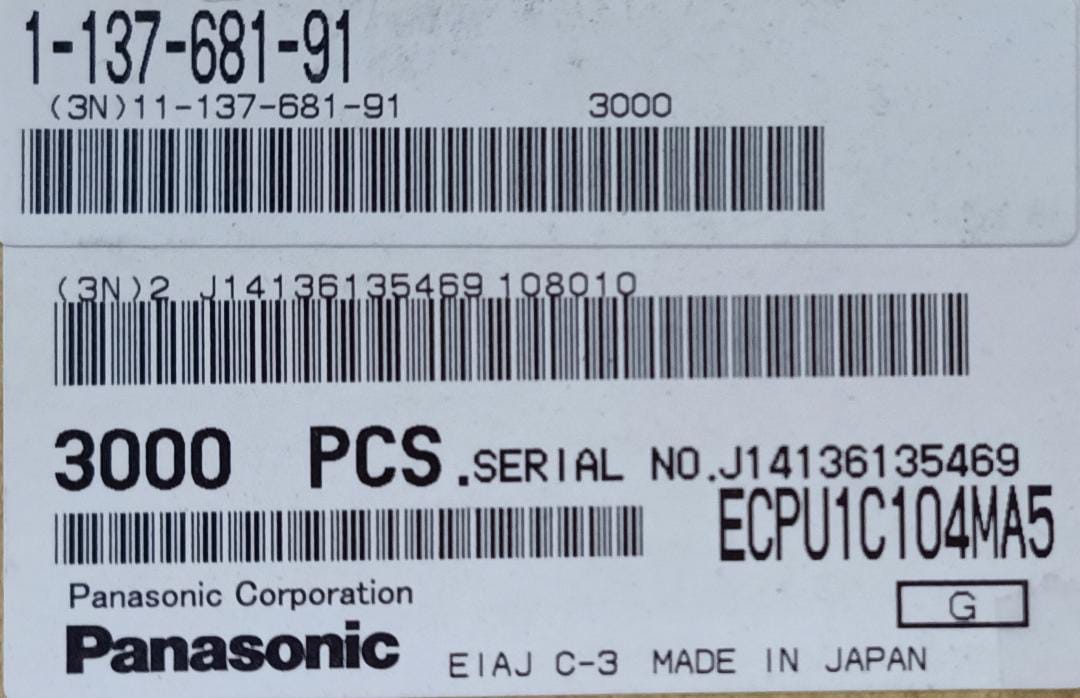 1-137-681-91
(3N)11-137-681-91 3000
(3N)2 J14136135469 108010
3000 PCS.SERIAL NO.J14136135469
ECPU1C104MA5
Panasonic Corporation
G
Panasonic EIAJ C-3 MADE IN JAPAN